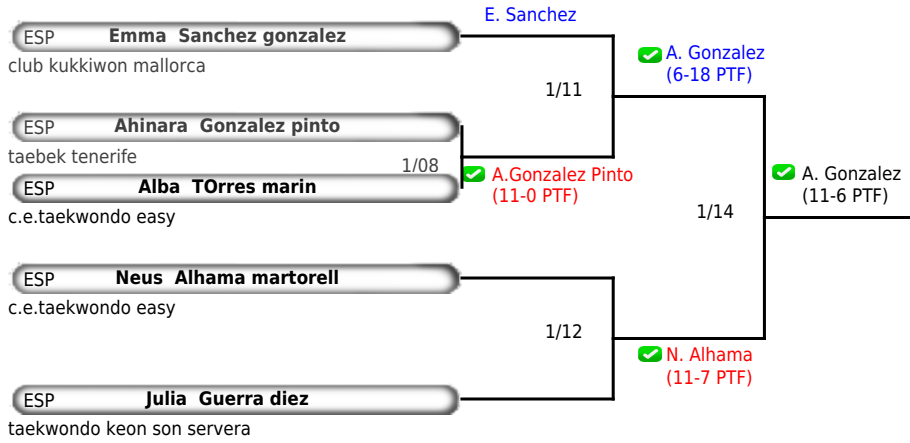 E. Sanchez
ESP Emma Sanchez gonzalez
club kukkiwon mallorca
A. Gonzalez
(6-18 PTF)
1/11
ESP Ahinara Gonzalez pinto
taebek tenerife
1/08
A.Gonzalez Pinto
(11-0 PTF)
A. Gonzalez
(11-6 PTF)
ESP Alba TOrres marin
c.e.taekwondo easy
1/14
ESP Neus Alhama martorell
c.e.taekwondo easy
1/12
N. Alhama
(11-7 PTF)
ESP Julia Guerra diez
taekwondo keon son servera